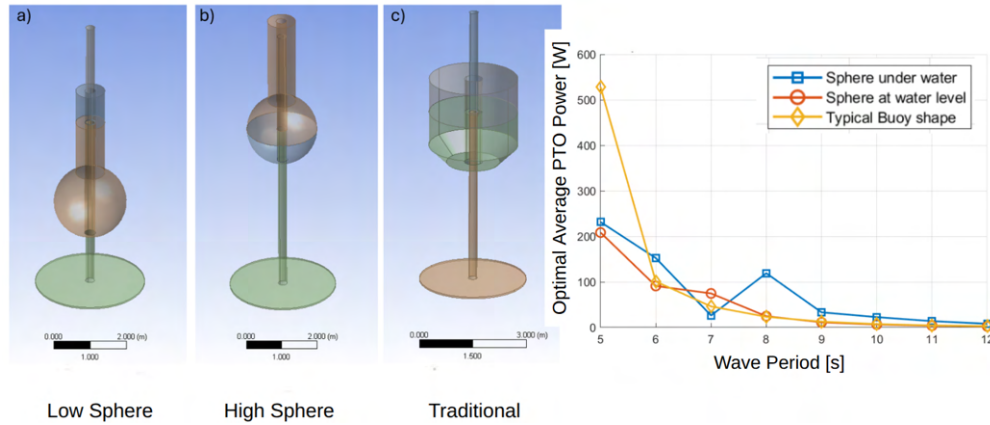 a)
0.000 2.000 (m)
1.000
Low Sphere
b)
0.000 2.000 (m)
1.000
High Sphere
c)
0.000 3.000 (m)
1.500
Traditional
Optimal Average PTO Power [W]
600
500
400
300
200
100
0
Sphere under water
Sphere at water level
Typical Buoy shape
5 6 7 8 9 10 11 12
Wave Period [s]